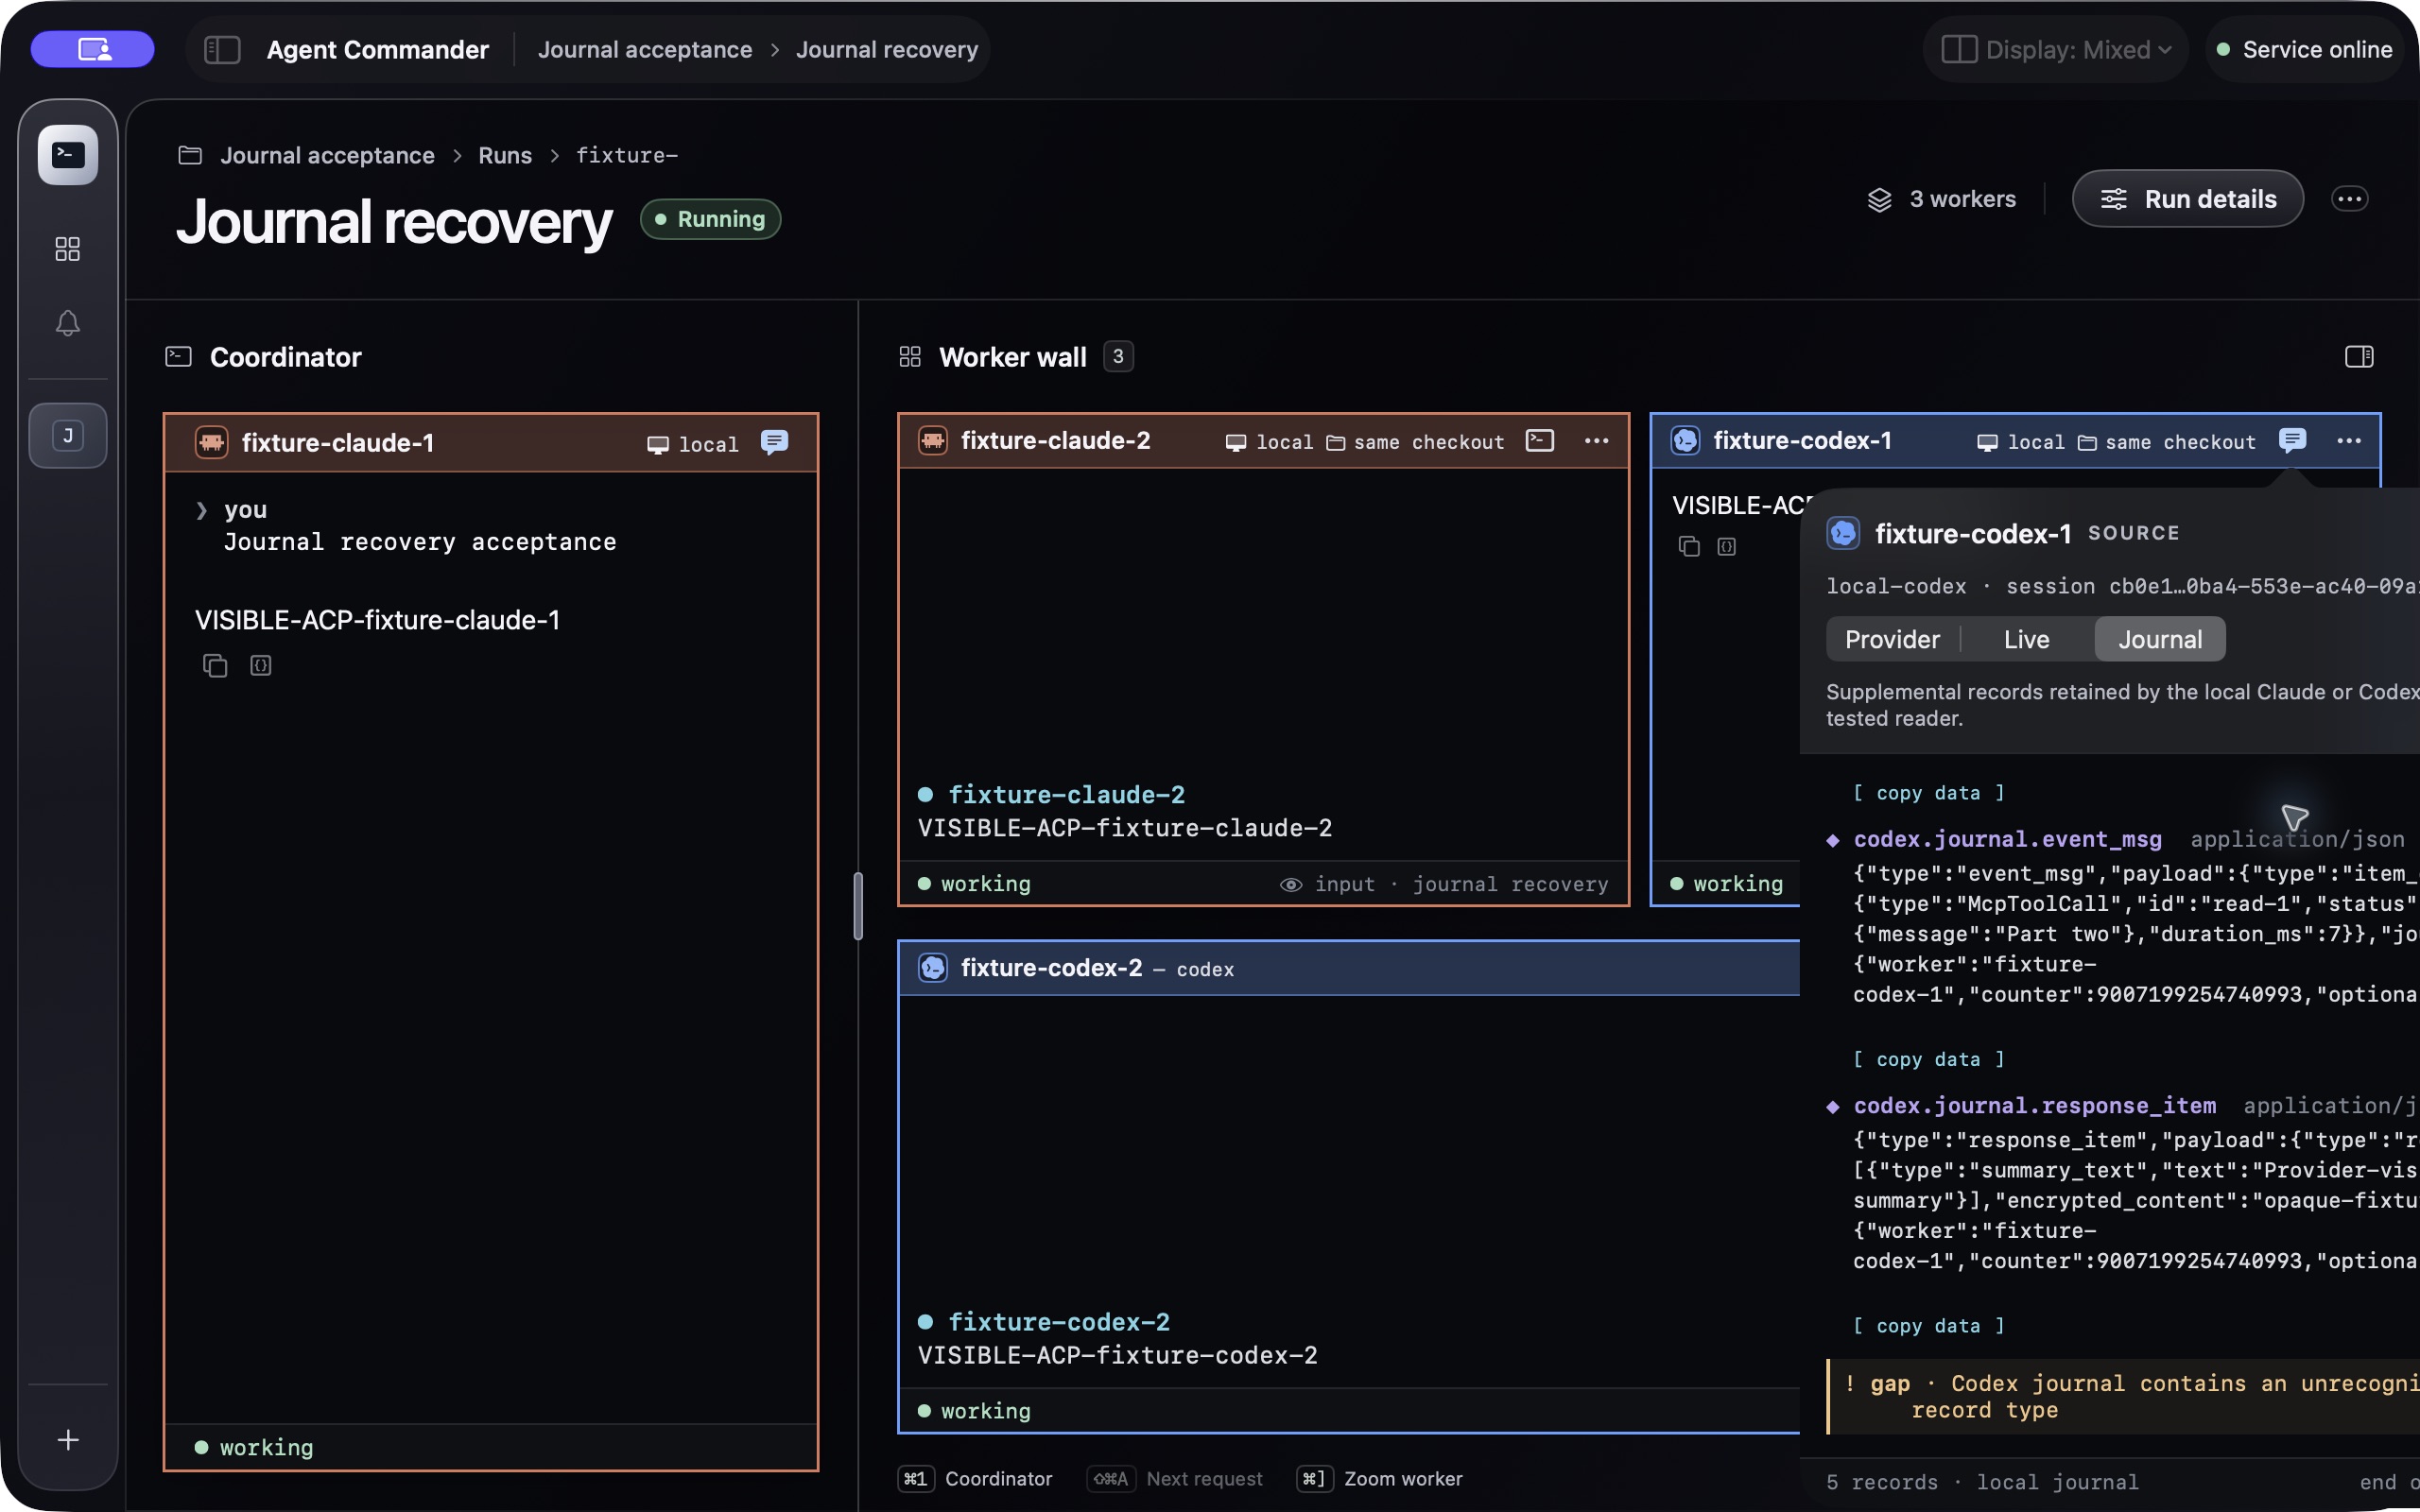 Agent Commander
Journal acceptance > Journal recovery
Display: Mixed
Service online
Journal acceptance > Runs > fixture-
Journal recovery
Running
3 workers
Run details
J
Coordinator
fixture-claude-1
local
❯ you
Journal recovery acceptance
VISIBLE-ACP-fixture-claude-1
working
Worker wall 3
fixture-claude-2
local same checkout
fixture-claude-2
VISIBLE-ACP-fixture-claude-2
working
input · journal recovery
fixture-codex-1
local same checkout
VISIBLE-ACP
working
fixture-codex-2 – codex
fixture-codex-2
VISIBLE-ACP-fixture-codex-2
working
⌘1 Coordinator
⇧⌘A Next request
⌘] Zoom worker
fixture-codex-1 SOURCE
local-codex · session cb0e1…0ba4-553e-ac40-09a
Provider Live Journal
Supplemental records retained by the local Claude or Codex
tested reader.
[ copy data ]
◆ codex.journal.event_msg application/json
{"type":"event_msg","payload":{"type":"item_
{"type":"McpToolCall","id":"read-1","status"
{"message":"Part two"},"duration_ms":7}},"jo
{"worker":"fixture-
codex-1","counter":9007199254740993,"optiona
[ copy data ]
◆ codex.journal.response_item application/j
{"type":"response_item","payload":{"type":"r
[{"type":"summary_text","text":"Provider-vis
summary"}],"encrypted_content":"opaque-fixtu
{"worker":"fixture-
codex-1","counter":9007199254740993,"optiona
[ copy data ]
! gap · Codex journal contains an unrecogni
record type
5 records · local journal
end o